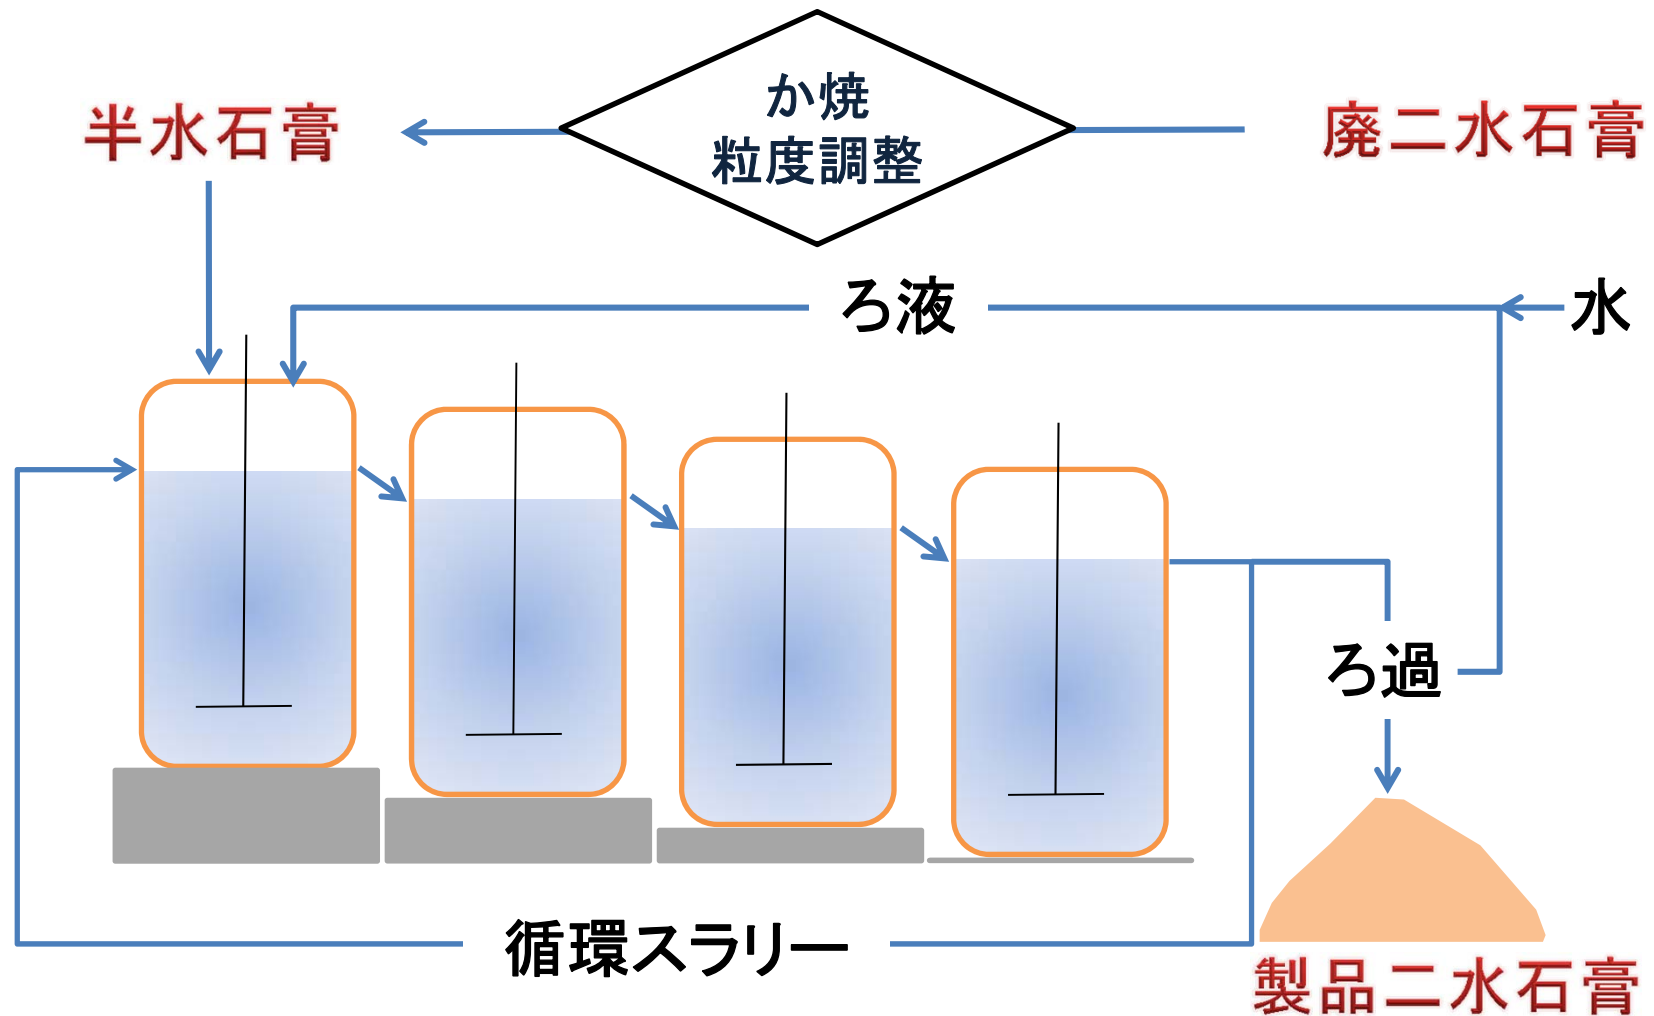 か焼
粒度調整
半水石膏
廃二水石膏
ろ液
水
ろ過
循環スラリー
製品二水石膏